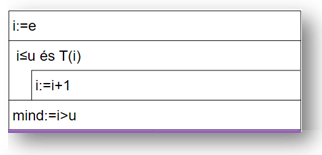 i:=e
i≤u és T(i)
i:=i+1
mind:=i>u